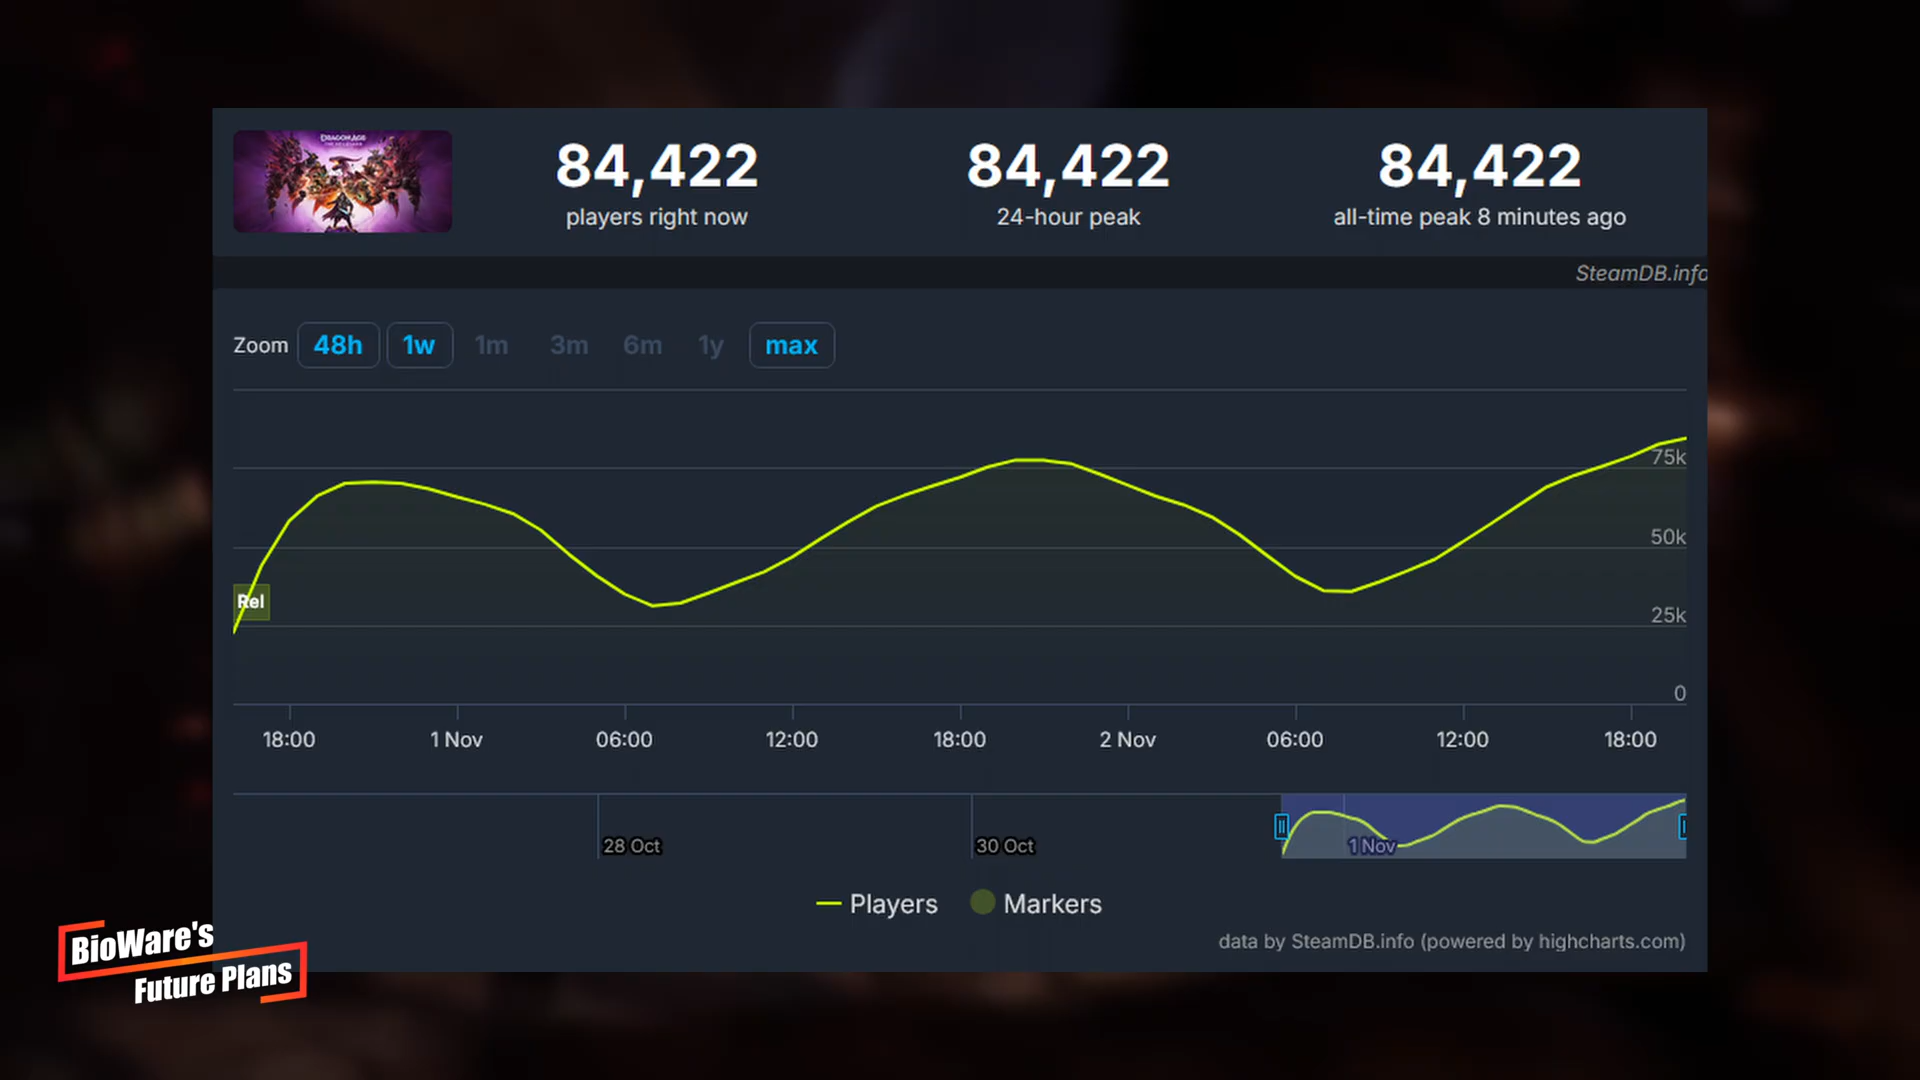 DRAGON AGE
84,422
players right now
84,422
24-hour peak
84,422
all-time peak 8 minutes ago
SteamDB.info
Zoom 48h 1w 1m 3m 6m 1y max
75k
50k
25k
0
Rel
18:00 1 Nov 06:00 12:00 18:00 2 Nov 06:00 12:00 18:00
28 Oct 30 Oct 1 Nov
Players Markers
data by SteamDB.info (powered by highcharts.com)
BioWare's
Future Plans